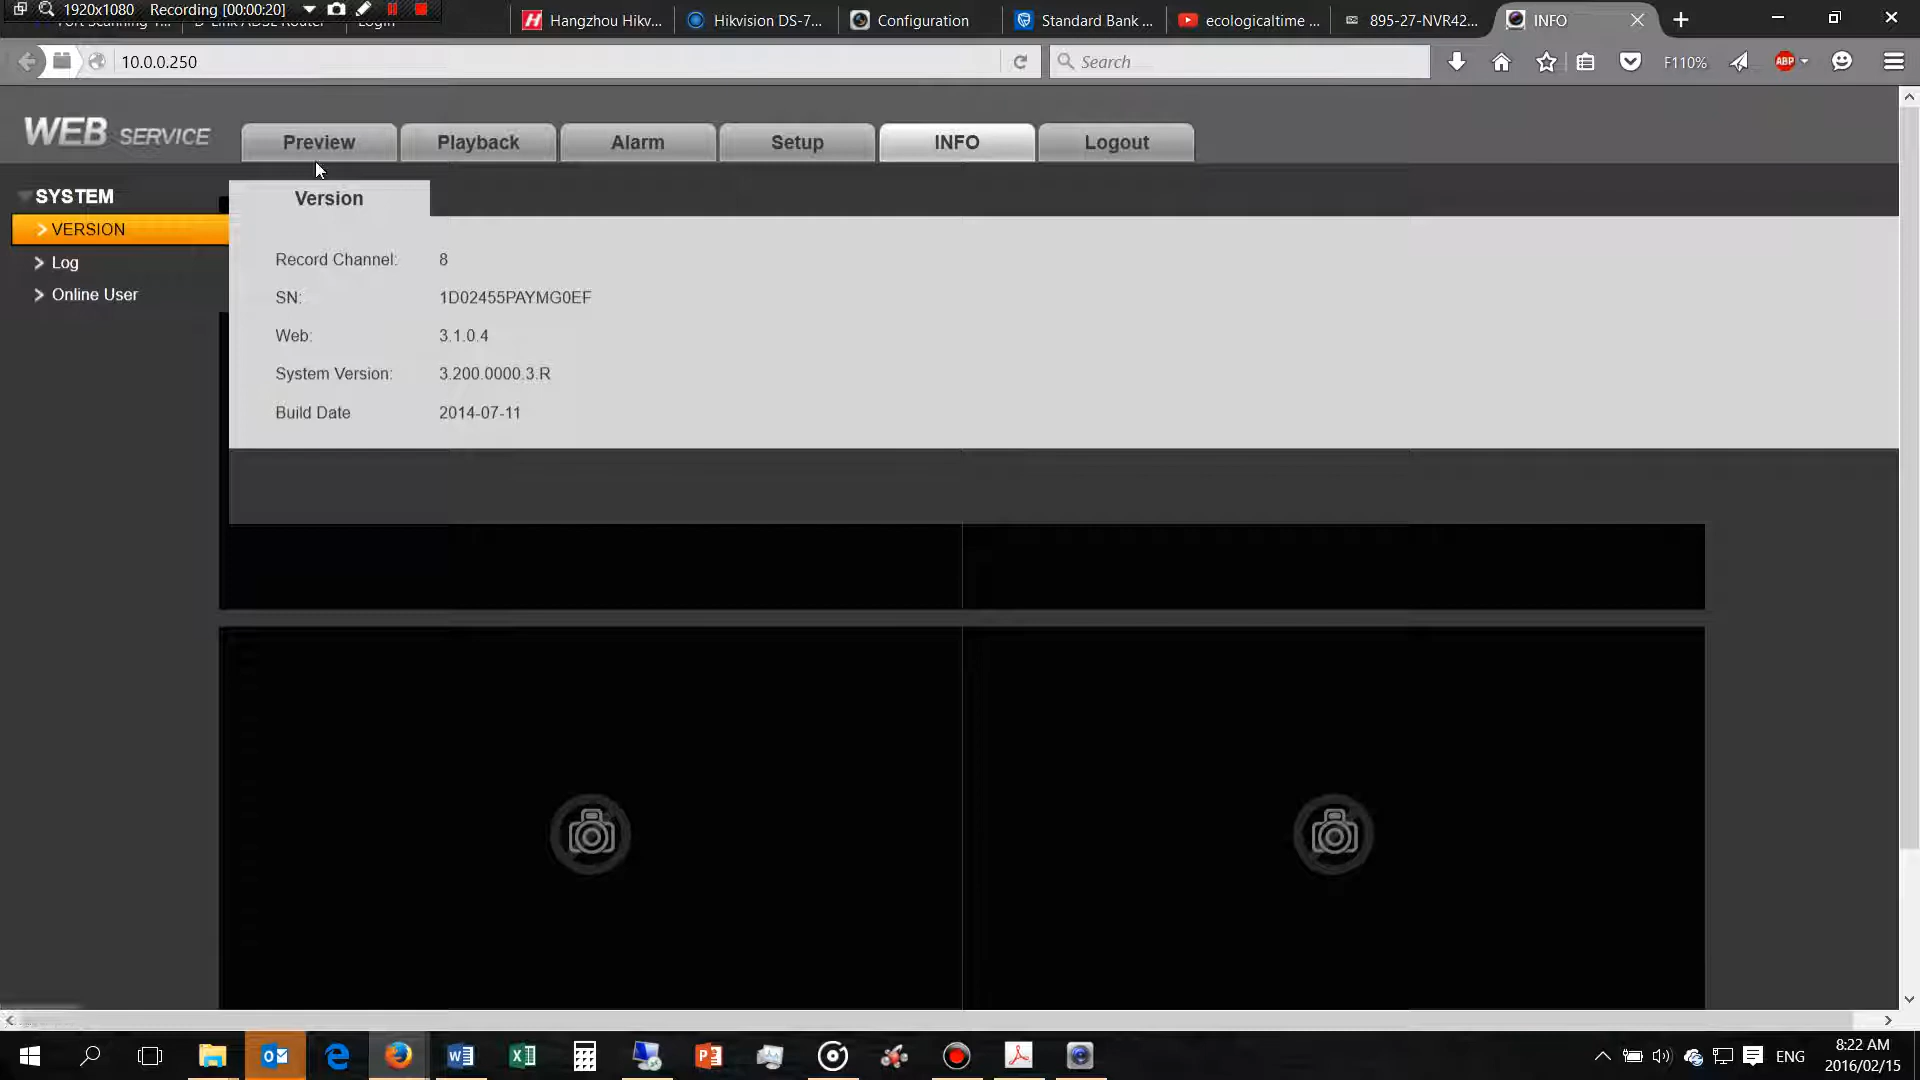 1920x1080 Recording [00:00:20]
Hangzhou Hikv...
Hikvision DS-7...
Configuration
Standard Bank ...
ecologicaltime ...
895-27-NVR42...
INFO
10.0.0.250
Search
F110%
ABP
WEB SERVICE
Preview
Playback
Alarm
Setup
INFO
Logout
SYSTEM
VERSION
Log
Online User
Version
Record Channel: 8
SN: 1D02455PAYMG0EF
Web: 3.1.0.4
System Version: 3.200.0000.3.R
Build Date 2014-07-11
ENG
8:22 AM
2016/02/15